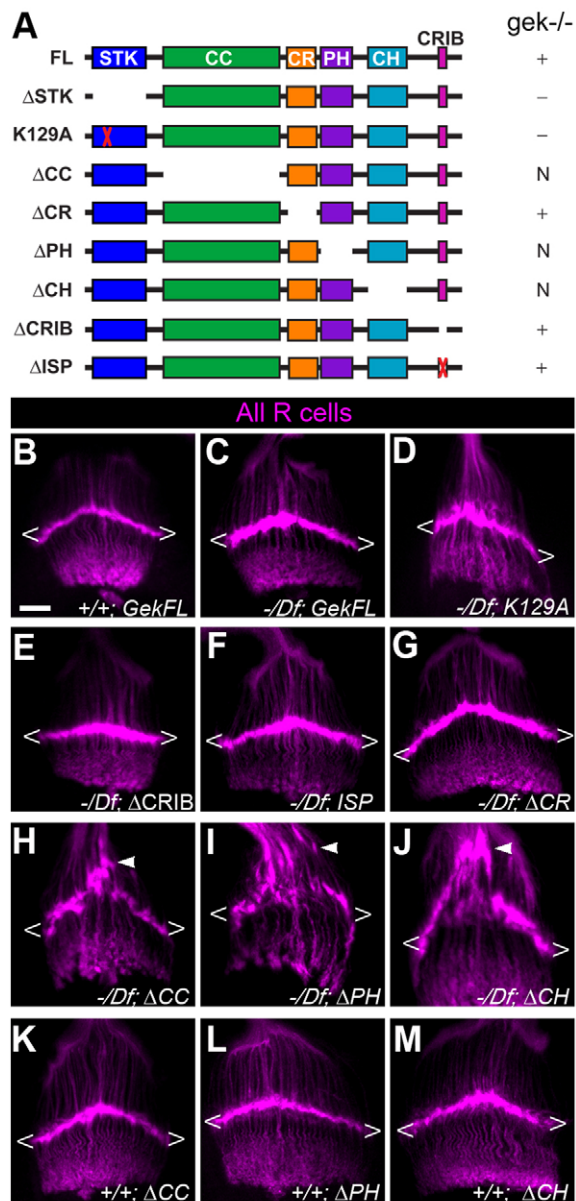 A
gek-/-
CRIB
FL STK CC CR PH CH +
ΔSTK −
K129A X −
ΔCC N
ΔCR +
ΔPH N
ΔCH N
ΔCRIB +
ΔISP X +
All R cells
B C D
< > < > < >
+/+; GekFL -/Df; GekFL -/Df; K129A
E F G
< > < > < >
-/Df; ΔCRIB -/Df; ISP -/Df; ΔCR
H I J
< > < > < >
-/Df; ΔCC -/Df; ΔPH -/Df; ΔCH
K L M
< > < > < >
+/+; ΔCC +/+; ΔPH +/+; ΔCH